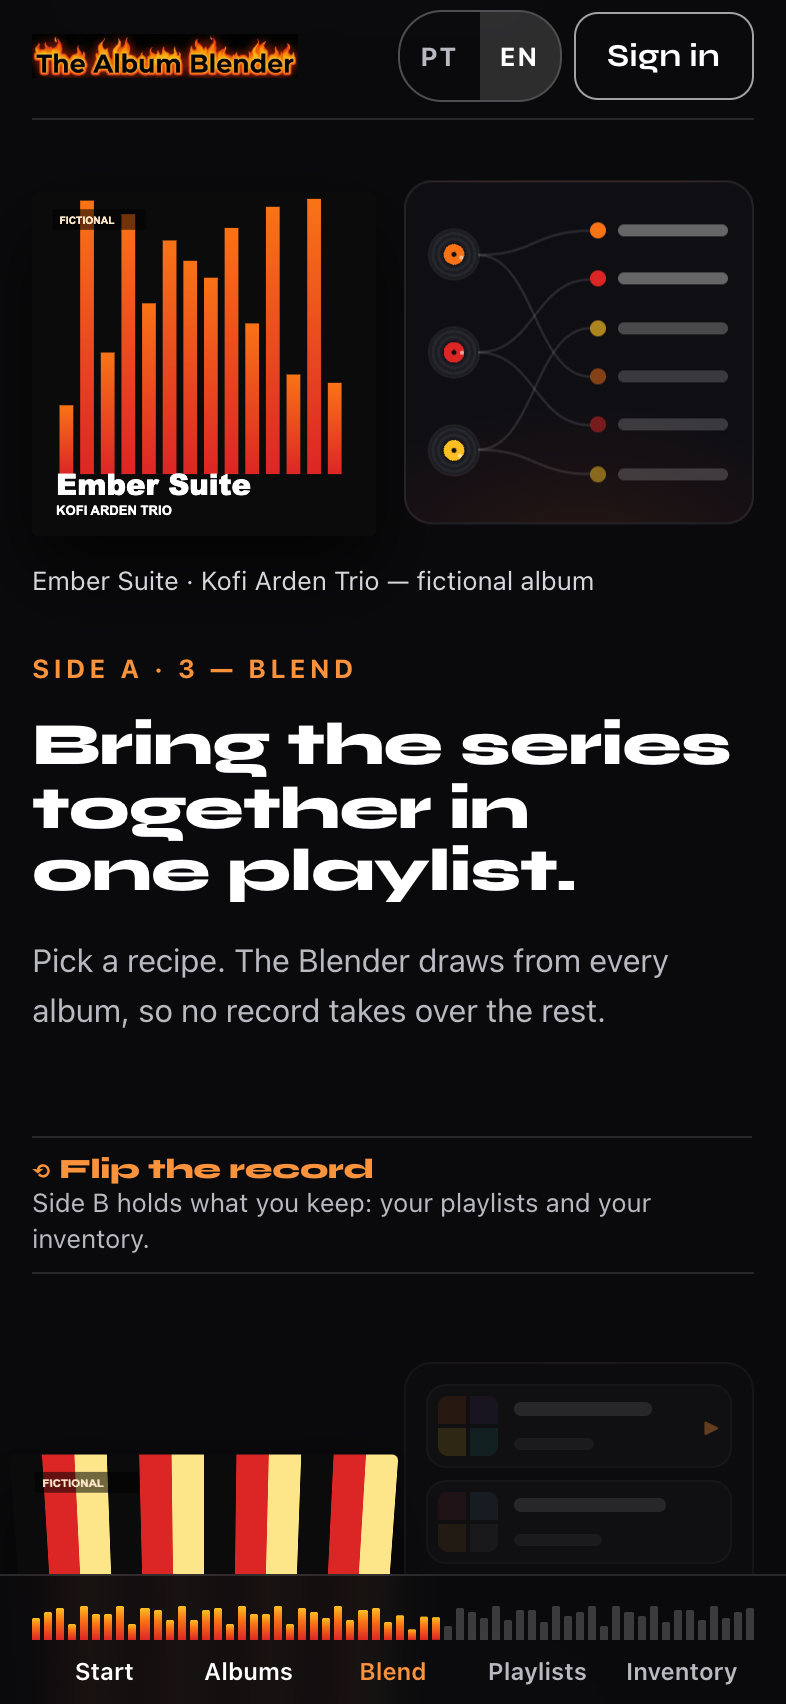 The Album Blender
PT
EN
Sign in
FICTIONAL
Ember Suite
KOFI ARDEN TRIO
Ember Suite · Kofi Arden Trio — fictional album
SIDE A · 3 — BLEND
Bring the series
together in
one playlist.
Pick a recipe. The Blender draws from every
album, so no record takes over the rest.
⟲ Flip the record
Side B holds what you keep: your playlists and your
inventory.
FICTIONAL
Start
Albums
Blend
Playlists
Inventory